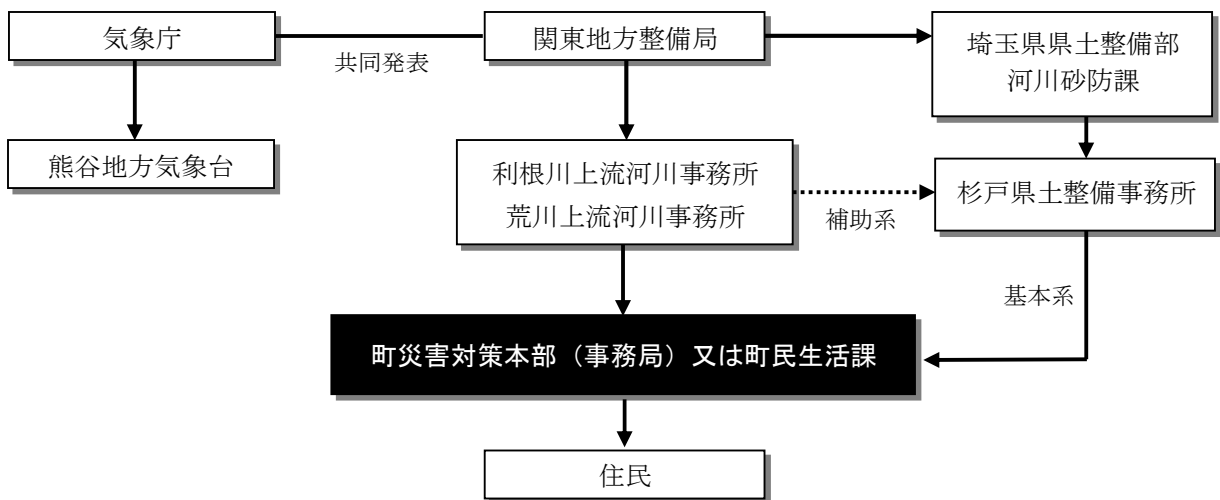 気象庁
共同発表
関東地方整備局
埼玉県県土整備部
河川砂防課
熊谷地方気象台
利根川上流河川事務所
荒川上流河川事務所
補助系
杉戸県土整備事務所
基本系
町災害対策本部（事務局）又は町民生活課
住民